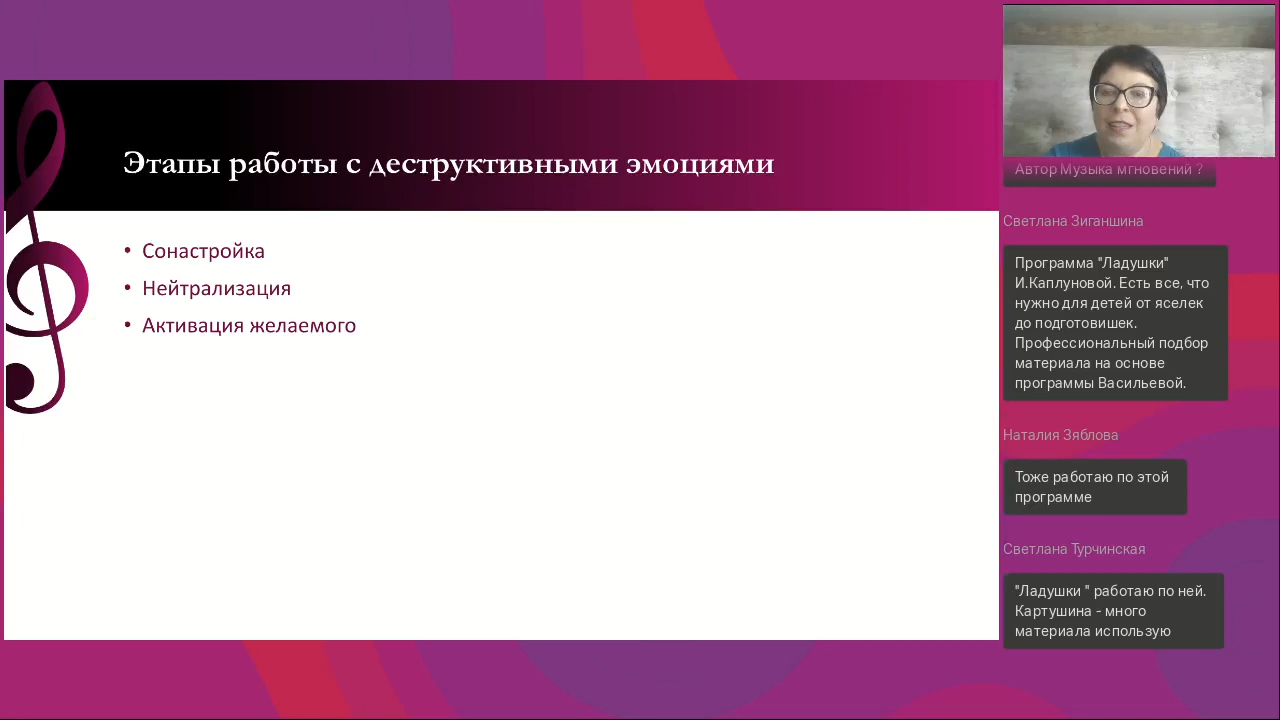 Этапы работы с деструктивными эмоциями
• Сонастройка
• Нейтрализация
• Активация желаемого
Автор Музыка мгновений ?
Светлана Зиганшина
Программа "Ладушки"
И.Каплуновой. Есть все, что
нужно для детей от яселек
до подготовишек.
Профессиональный подбор
материала на основе
программы Васильевой.
Наталия Зяблова
Тоже работаю по этой
программе
Светлана Турчинская
"Ладушки " работаю по ней.
Картушина - много
материала использую